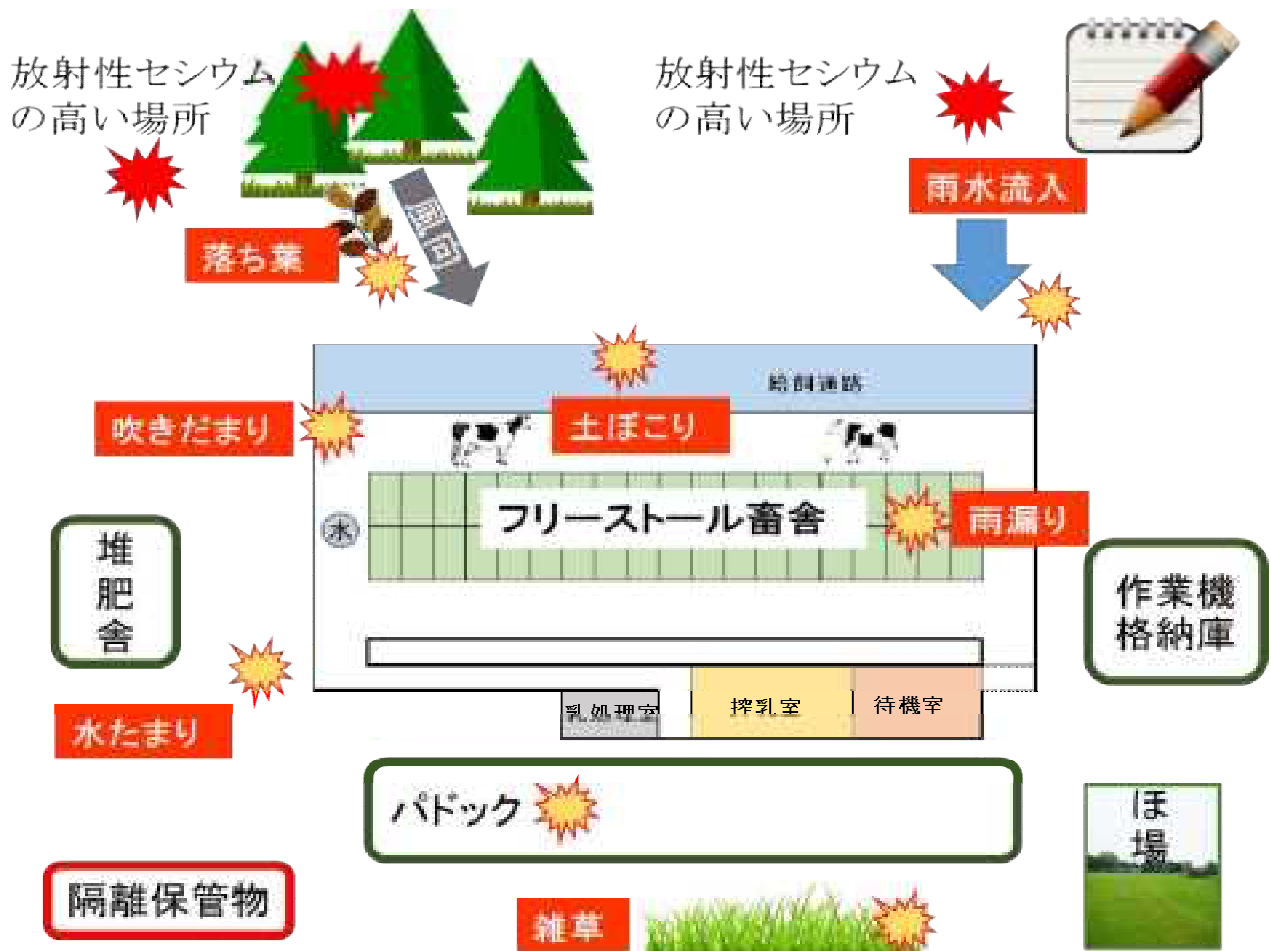 放射性セシウム
の高い場所
放射性セシウム
の高い場所
雨水流入
風向
落ち葉
給飼通路
吹きだまり
土ぼこり
フリーストール畜舎
雨漏り
水
堆
肥
舎
作業機
格納庫
乳処理室
搾乳室
待機室
水たまり
パドック
ほ
場
隔離保管物
雑草